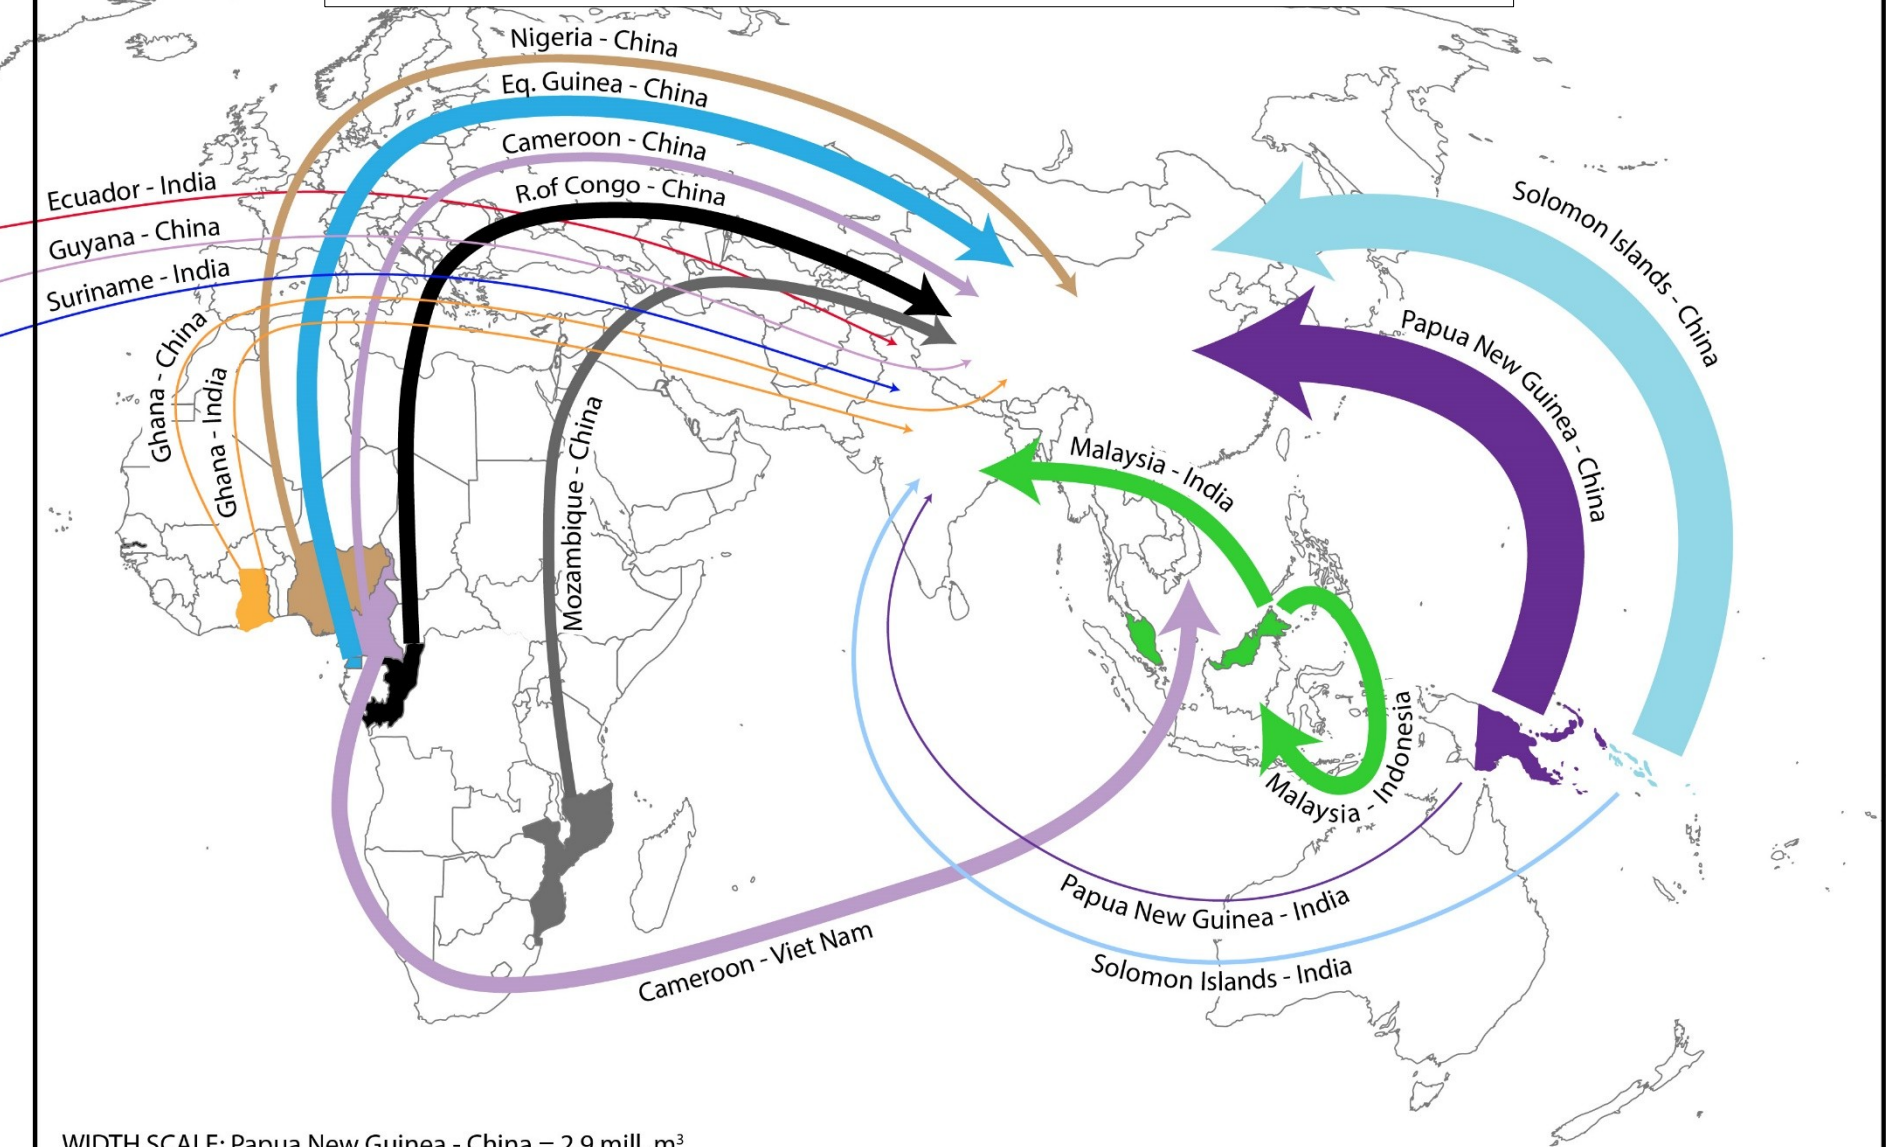 Nigeria - China
Eq. Guinea - China
Cameroon - China
R.of Congo - China
Ecuador - India
Guyana - China
Suriname - India
Ghana - China
Ghana - India
Mozambique - China
Solomon Islands - China
Papua New Guinea - China
Malaysia - India
Malaysia - Indonesia
Papua New Guinea - India
Cameroon - Viet Nam
Solomon Islands - India
WIDTH SCALE: Papua New Guinea - China = 2.9 mill. m³